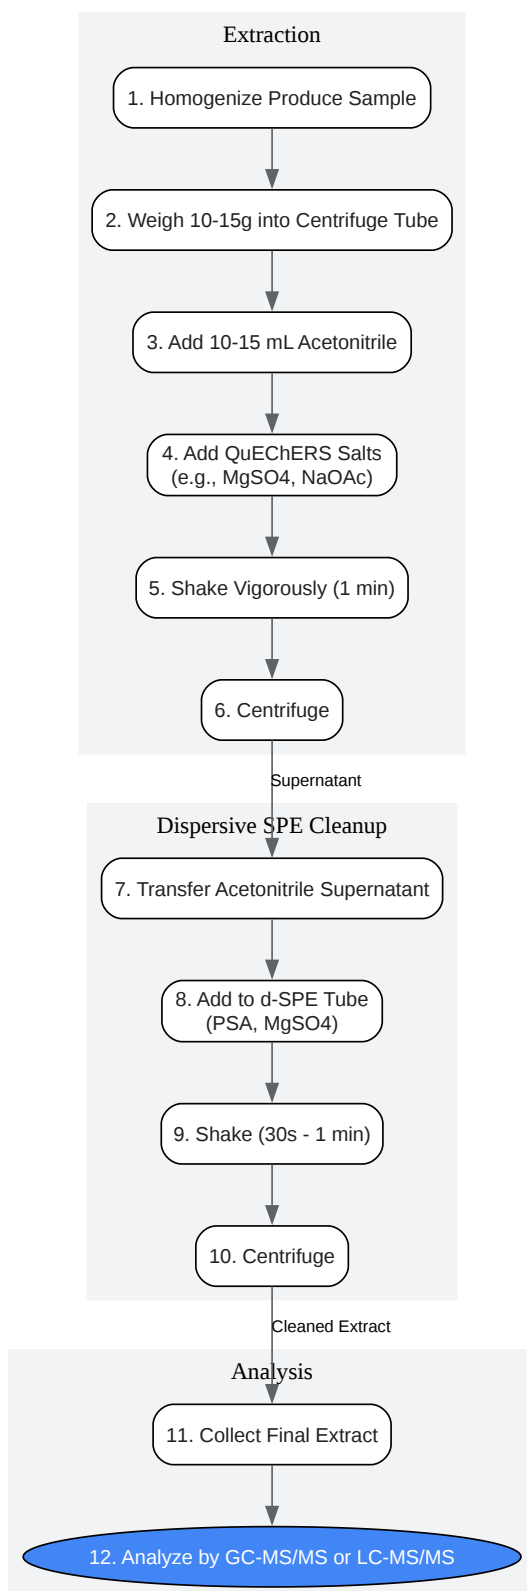 Extraction
1. Homogenize Produce Sample
2. Weigh 10-15g into Centrifuge Tube
3. Add 10-15 mL Acetonitrile
4. Add QuEChERS Salts
(e.g., MgSO4, NaOAc)
5. Shake Vigorously (1 min)
6. Centrifuge
Supernatant
Dispersive SPE Cleanup
7. Transfer Acetonitrile Supernatant
8. Add to d-SPE Tube
(PSA, MgSO4)
9. Shake (30s - 1 min)
10. Centrifuge
Cleaned Extract
Analysis
11. Collect Final Extract
12. Analyze by GC-MS/MS or LC-MS/MS